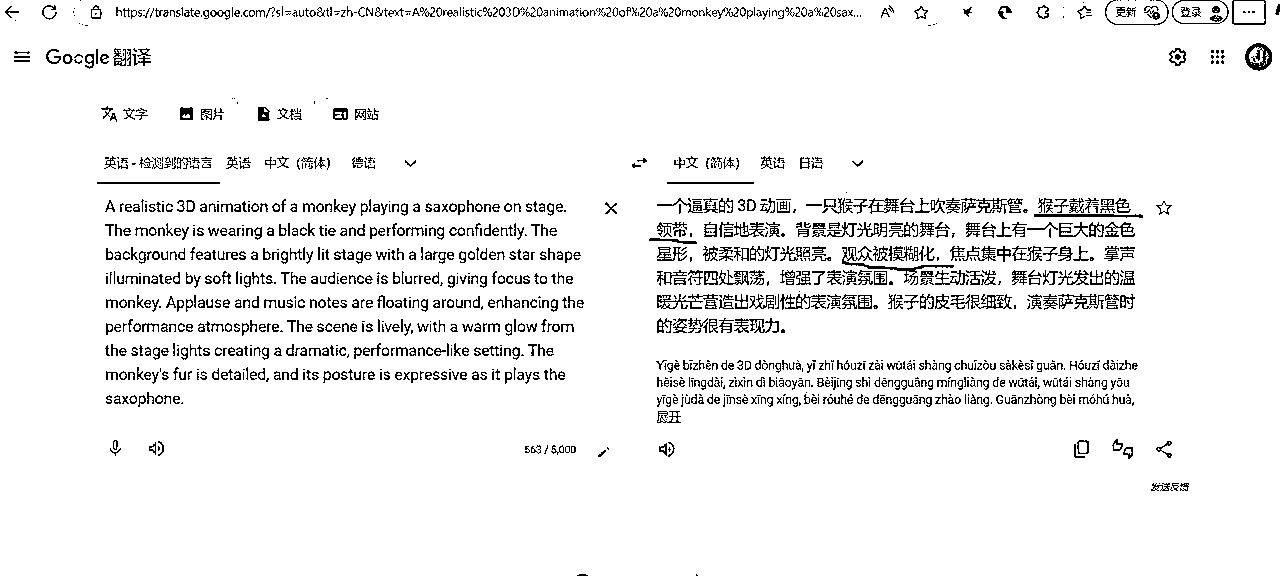 https://translate.google.com/?sl=auto&tl=zh-CN&text=A%20realistic%203D%20animation%20of%20a%20monkey%20playing%20a%20sax...
更新
登录
Google 翻译
文字 图片 文档 网站
英语 - 检测到的语言 英语 中文（简体） 德语
中文（简体） 英语 日语
A realistic 3D animation of a monkey playing a saxophone on stage.
The monkey is wearing a black tie and performing confidently. The
background features a brightly lit stage with a large golden star shape
illuminated by soft lights. The audience is blurred, giving focus to the
monkey. Applause and music notes are floating around, enhancing the
performance atmosphere. The scene is lively, with a warm glow from
the stage lights creating a dramatic, performance-like setting. The
monkey's fur is detailed, and its posture is expressive as it plays the
saxophone.
563 / 5,000
一个逼真的 3D 动画，一只猴子在舞台上吹奏萨克斯管。猴子戴着黑色
领带，自信地表演。背景是灯光明亮的舞台，舞台上有一个巨大的金色
星形，被柔和的灯光照亮。观众被模糊化，焦点集中在猴子身上。掌声
和音符四处飘荡，增强了表演氛围。场景生动活泼，舞台灯光发出的温
暖光芒营造出戏剧性的表演氛围。猴子的皮毛很细致，演奏萨克斯管时
的姿势很有表现力。
Yīgè bīzhēn de 3D dònghuà, yī zhī hóuzi zài wǔtái shàng chuīzòu sàkèsī guǎn. Hóuzi dàizhe
hēisè lǐngdài, zìxìn dì biǎoyǎn. Bèijǐng shì dēngguāng míngliàng de wǔtái, wǔtái shàng yǒu
yīgè jùdà de jīnsè xīng xíng, bèi róuhé de dēngguāng zhào liàng. Guānzhòng bèi móhú huà,
展开
发送反馈